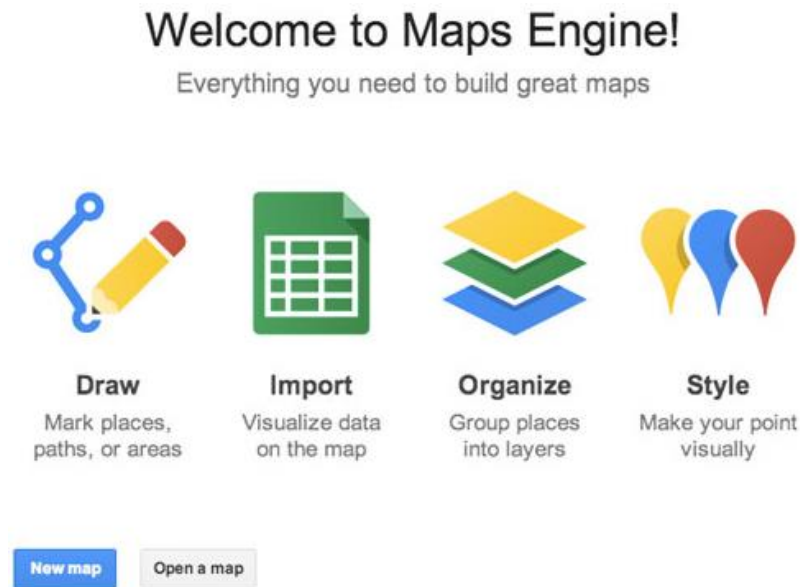 Welcome to Maps Engine!
Everything you need to build great maps
Draw
Mark places,
paths, or areas
Import
Visualize data
on the map
Organize
Group places
into layers
Style
Make your point
visually
New map
Open a map